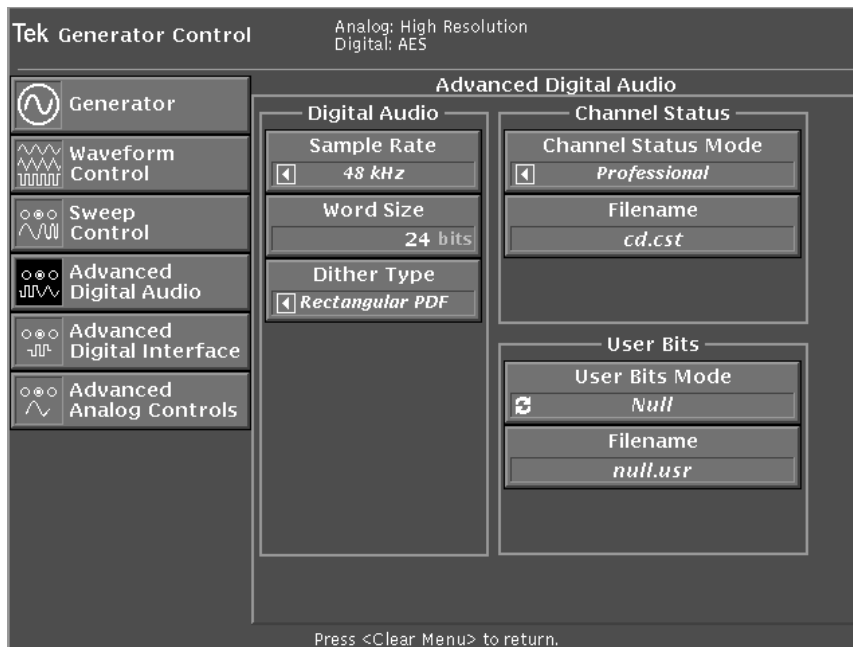 Tek Generator Control
Analog: High Resolution
Digital: AES
Generator
Waveform
Control
Sweep
Control
Advanced
Digital Audio
Advanced
Digital Interface
Advanced
Analog Controls
Advanced Digital Audio
Digital Audio
Sample Rate
48 kHz
Word Size
24 bits
Dither Type
Rectangular PDF
Channel Status
Channel Status Mode
Professional
Filename
cd.cst
User Bits
User Bits Mode
Null
Filename
null.usr
Press <Clear Menu> to return.